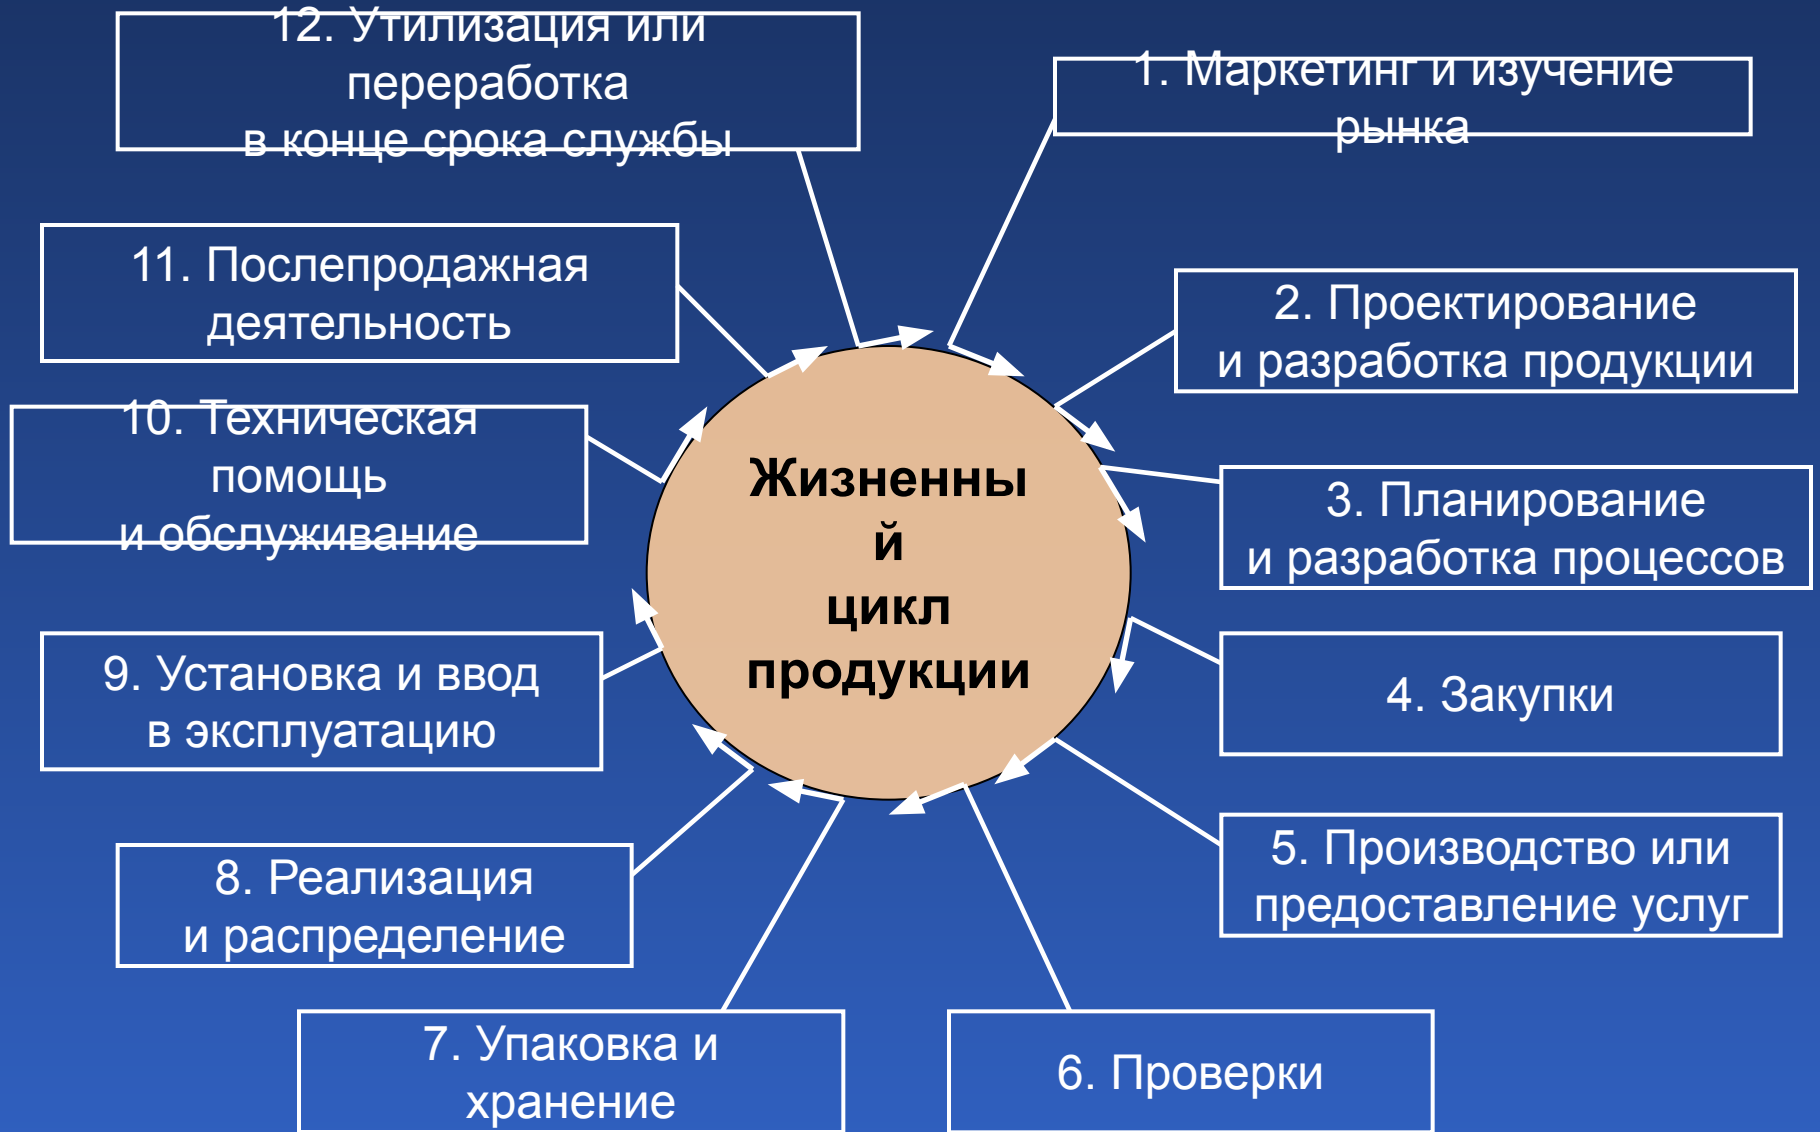 12. Утилизация или
переработка
в конце срока службы
1. Маркетинг и изучение
рынка
11. Послепродажная
деятельность
2. Проектирование
и разработка продукции
10. Техническая
помощь
и обслуживание
Жизненны
й
цикл
продукции
3. Планирование
и разработка процессов
9. Установка и ввод
в эксплуатацию
4. Закупки
8. Реализация
и распределение
5. Производство или
предоставление услуг
7. Упаковка и
хранение
6. Проверки